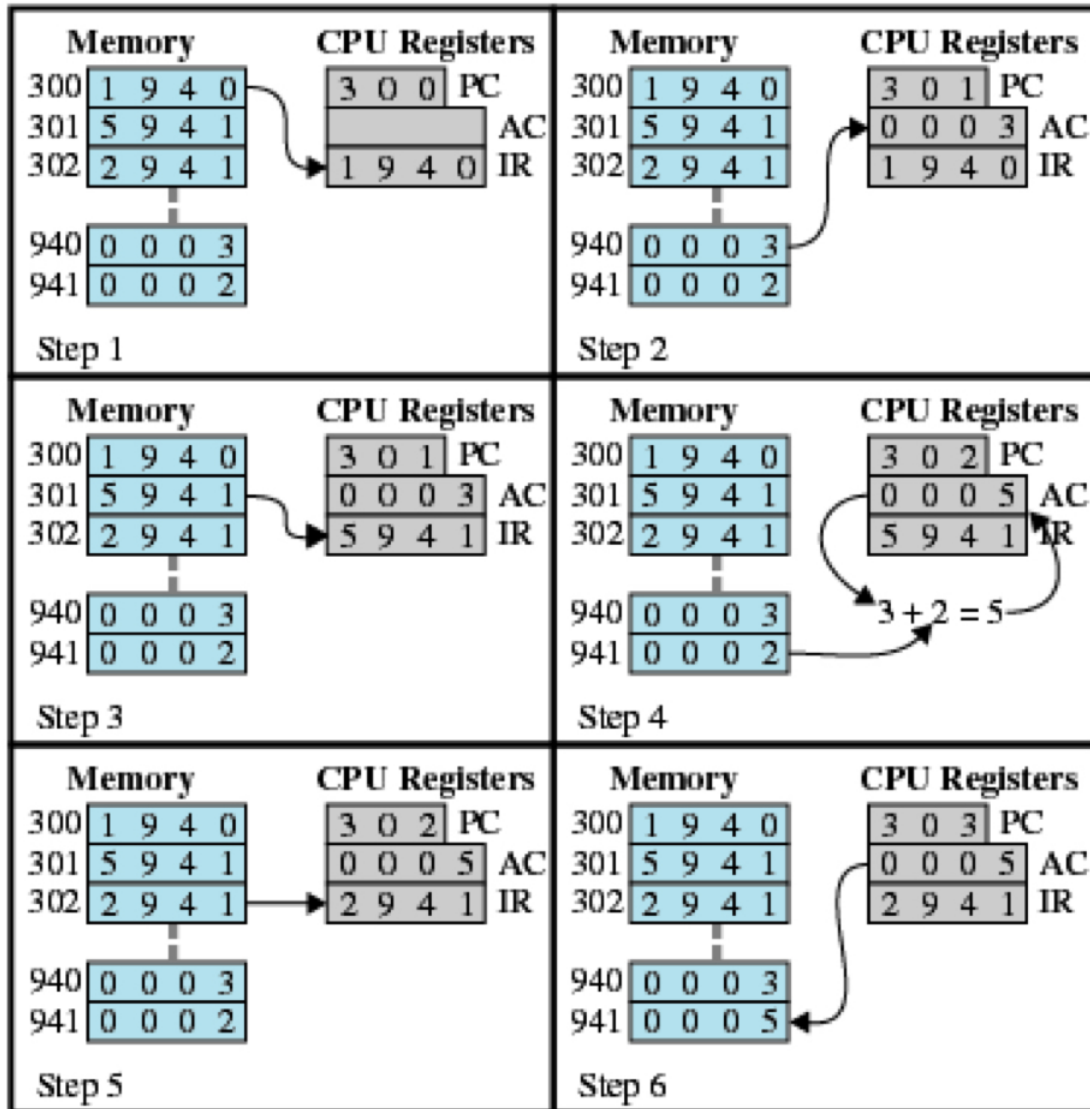 Memory CPU Registers
300 1 9 4 0 3 0 0 PC
301 5 9 4 1 AC
302 2 9 4 1 1 9 4 0 IR
940 0 0 0 3
941 0 0 0 2
Step 1
Memory CPU Registers
300 1 9 4 0 3 0 1 PC
301 5 9 4 1 0 0 0 3 AC
302 2 9 4 1 1 9 4 0 IR
940 0 0 0 3
941 0 0 0 2
Step 2
Memory CPU Registers
300 1 9 4 0 3 0 1 PC
301 5 9 4 1 0 0 0 3 AC
302 2 9 4 1 5 9 4 1 IR
940 0 0 0 3
941 0 0 0 2
Step 3
Memory CPU Registers
300 1 9 4 0 3 0 2 PC
301 5 9 4 1 0 0 0 5 AC
302 2 9 4 1 5 9 4 1 IR
940 0 0 0 3 3 + 2 = 5
941 0 0 0 2
Step 4
Memory CPU Registers
300 1 9 4 0 3 0 2 PC
301 5 9 4 1 0 0 0 5 AC
302 2 9 4 1 2 9 4 1 IR
940 0 0 0 3
941 0 0 0 2
Step 5
Memory CPU Registers
300 1 9 4 0 3 0 3 PC
301 5 9 4 1 0 0 0 5 AC
302 2 9 4 1 2 9 4 1 IR
940 0 0 0 3
941 0 0 0 5
Step 6